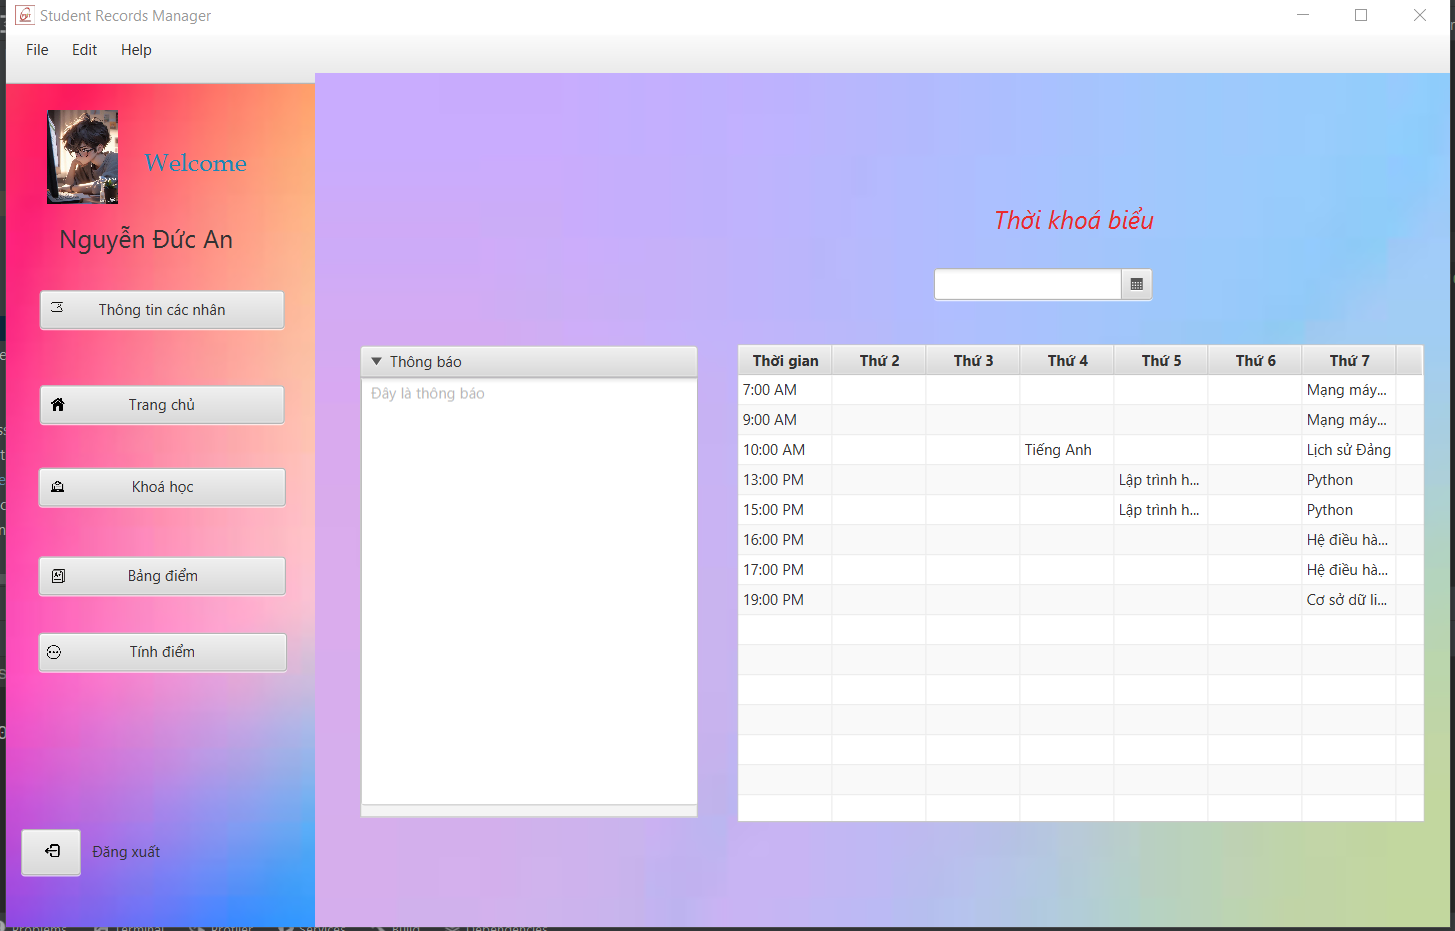 Student Records Manager
File Edit Help
Welcome
Nguyễn Đức An
Thông tin các nhân
Trang chủ
Khoá học
Bảng điểm
Tính điểm
Đăng xuất
Thông báo
Đây là thông báo
Thời khoá biểu
Thời gian Thứ 2 Thứ 3 Thứ 4 Thứ 5 Thứ 6 Thứ 7
7:00 AM Mạng máy...
9:00 AM Mạng máy...
10:00 AM Tiếng Anh Lịch sử Đảng
13:00 PM Lập trình h... Python
15:00 PM Lập trình h... Python
16:00 PM Hệ điều hà...
17:00 PM Hệ điều hà...
19:00 PM Cơ sở dữ li...